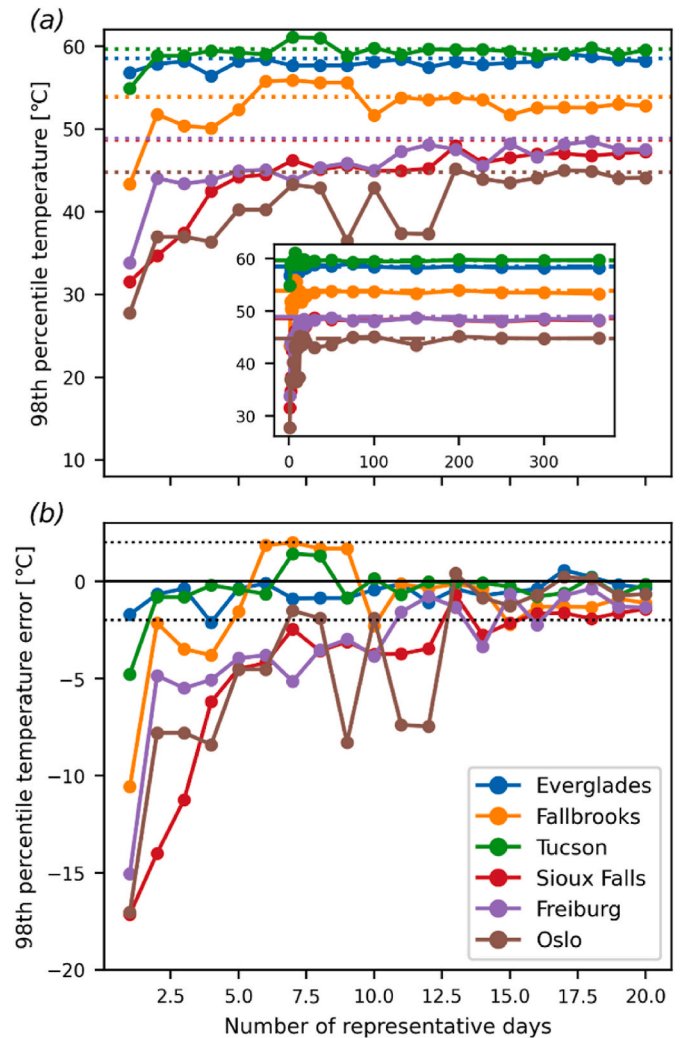 (a)
98th percentile temperature [℃]
60
50
40
30
20
10
60
50
40
30
0
100
200
300
(b)
98th percentile temperature error [℃]
0
−5
−10
−15
−20
2.5
5.0
7.5
10.0
12.5
15.0
17.5
20.0
Number of representative days
Everglades
Fallbrooks
Tucson
Sioux Falls
Freiburg
Oslo